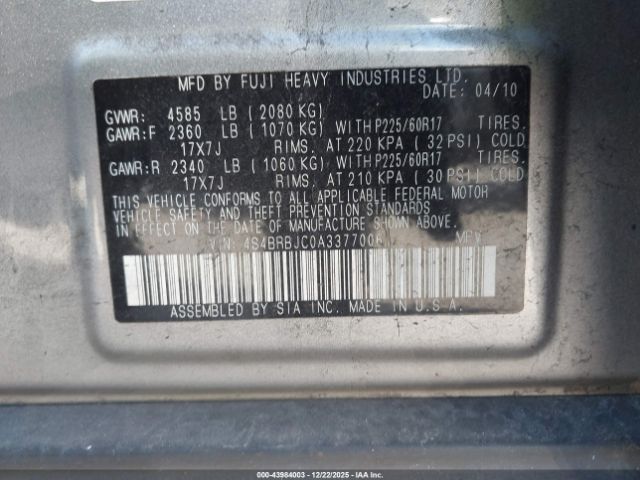 MFD BY FUJI HEAVY INDUSTRIES LTD.
DATE: 04/10
GVWR: 4585 LB ( 2080 KG)
GAWR:F 2360 LB ( 1070 KG) WITH P225/60R17 TIRES.
17X7J RIMS. AT 220 KPA ( 32 PSI) COLD
GAWR:R 2340 LB ( 1060 KG) WITH P225/60R17 TIRES.
17X7J RIMS. AT 210 KPA ( 30 PSI) COLD
THIS VEHICLE CONFORMS TO ALL APPLICABLE FEDERAL MOTOR
VEHICLE SAFETY AND THEFT PREVENTION STANDARDS
IN EFFECT ON THE DATE OF MANUFACTURE SHOWN ABOVE.
VIN: MPV
ASSEMBLED BY SIA INC. MADE IN U.S.A.
000-43984003 - 12/22/2025 - IAA Inc.